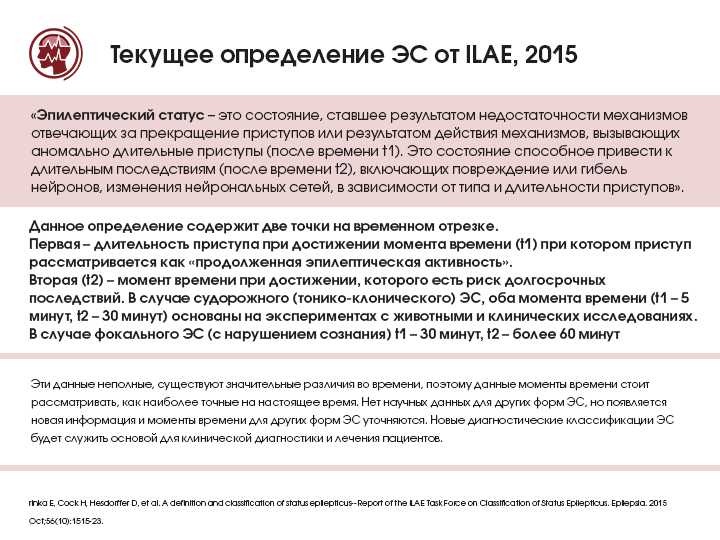 Текущее определение ЭС от ILAE, 2015
«Эпилептический статус – это состояние, ставшее результатом недостаточности механизмов
отвечающих за прекращение приступов или результатом действия механизмов, вызывающих
аномально длительные приступы (после времени t1). Это состояние способное привести к
длительным последствиям (после времени t2), включающих повреждение или гибель
нейронов, изменения нейрональных сетей, в зависимости от типа и длительности приступов».
Данное определение содержит две точки на временном отрезке.
Первая – длительность приступа при достижении момента времени (t1) при котором приступ
рассматривается как «продолженная эпилептическая активность».
Вторая (t2) – момент времени при достижении, которого есть риск долгосрочных
последствий. В случае судорожного (тонико-клонического) ЭС, оба момента времени (t1 – 5
минут, t2 – 30 минут) основаны на экспериментах с животными и клинических исследованиях.
В случае фокального ЭС (с нарушением сознания) t1 – 30 минут, t2 – более 60 минут
Эти данные неполные, существуют значительные различия во времени, поэтому данные моменты времени стоит
рассматривать, как наиболее точные на настоящее время. Нет научных данных для других форм ЭС, но появляется
новая информация и моменты времени для других форм ЭС уточняются. Новые диагностические классификации ЭС
будет служить основой для клинической диагностики и лечения пациентов.
rinka E, Cock H, Hesdorffer D, et al. A definition and classification of status epilepticus--Report of the ILAE Task Force on Classification of Status Epilepticus. Epilepsia. 2015
Oct;56(10):1515-23.